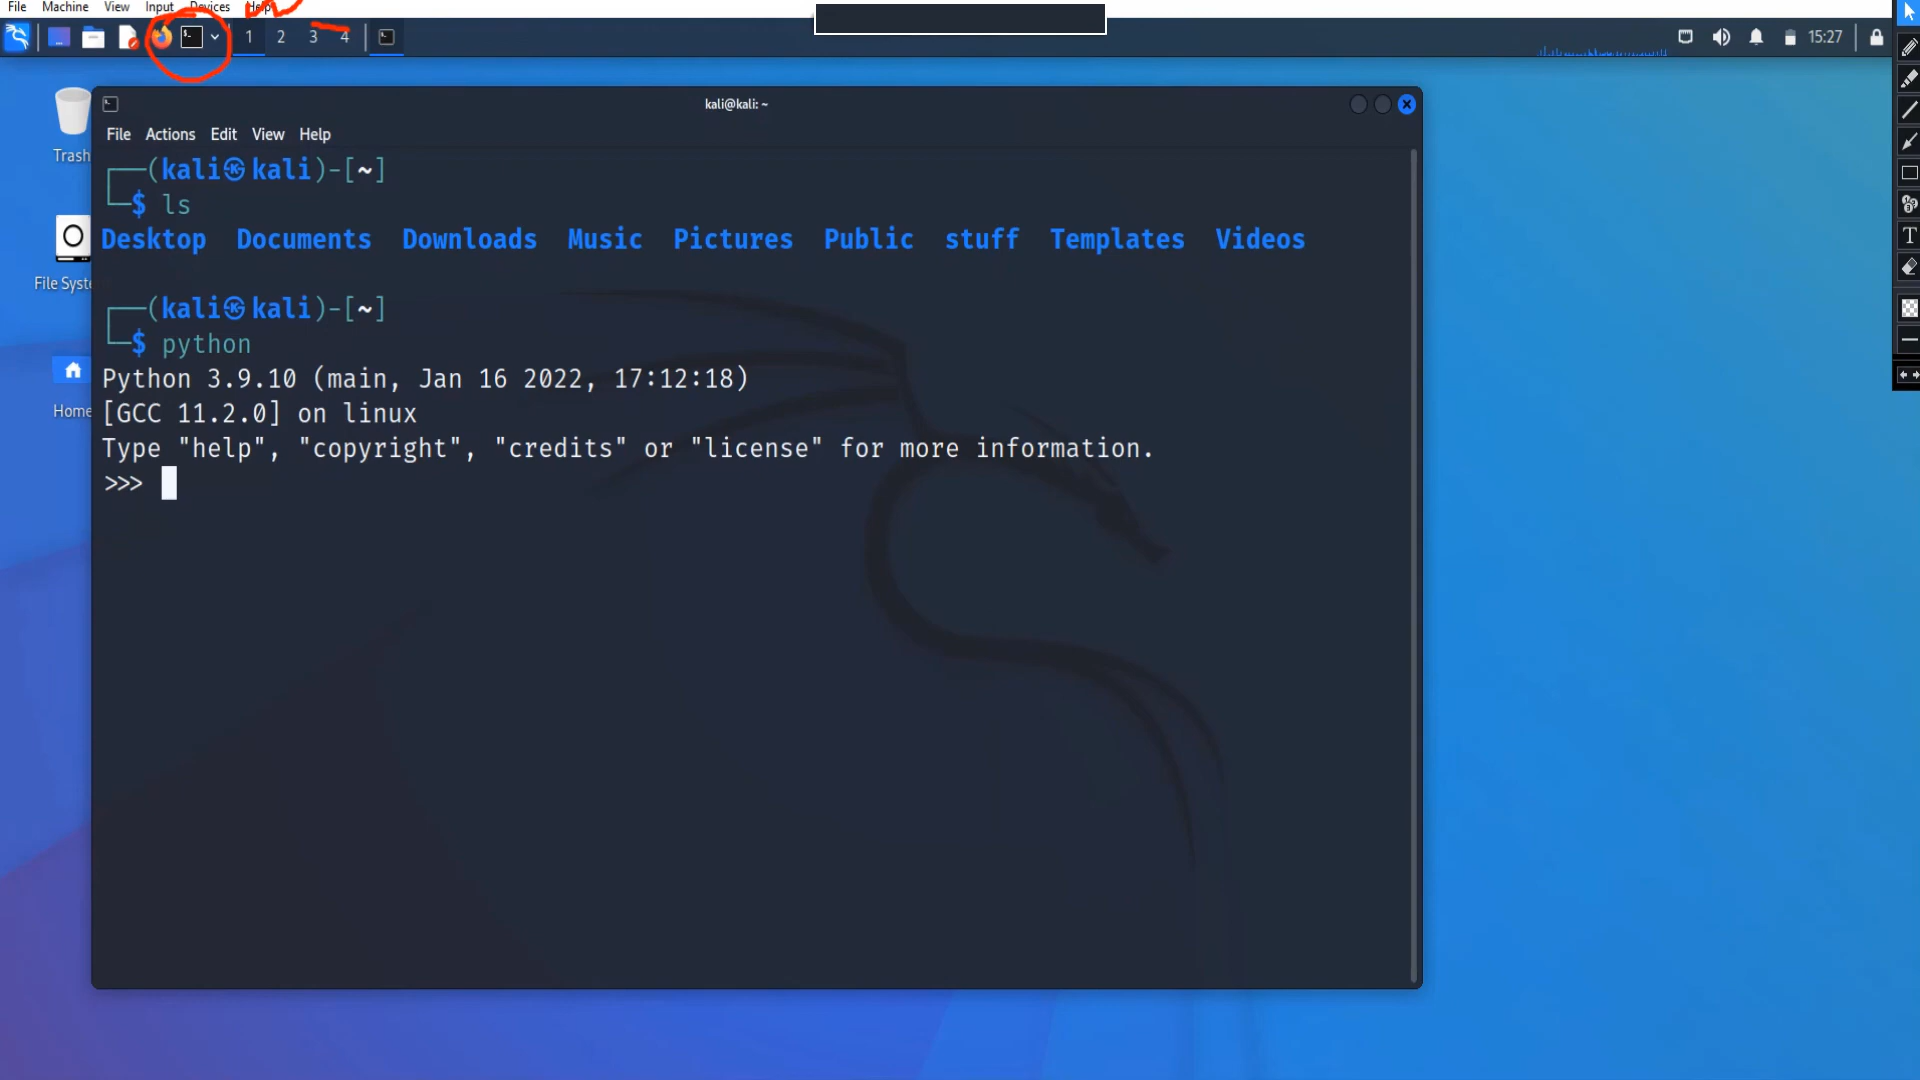 File Machine View Input Devices Help
1 2 3 4 15:27
kali@kali: ~
File Actions Edit View Help
Trash
┌──(kali㉿kali)-[~]
└─$ ls
Desktop Documents Downloads Music Pictures Public stuff Templates Videos
File Syste
┌──(kali㉿kali)-[~]
└─$ python
Python 3.9.10 (main, Jan 16 2022, 17:12:18)
[GCC 11.2.0] on linux
Home
Type "help", "copyright", "credits" or "license" for more information.
>>>